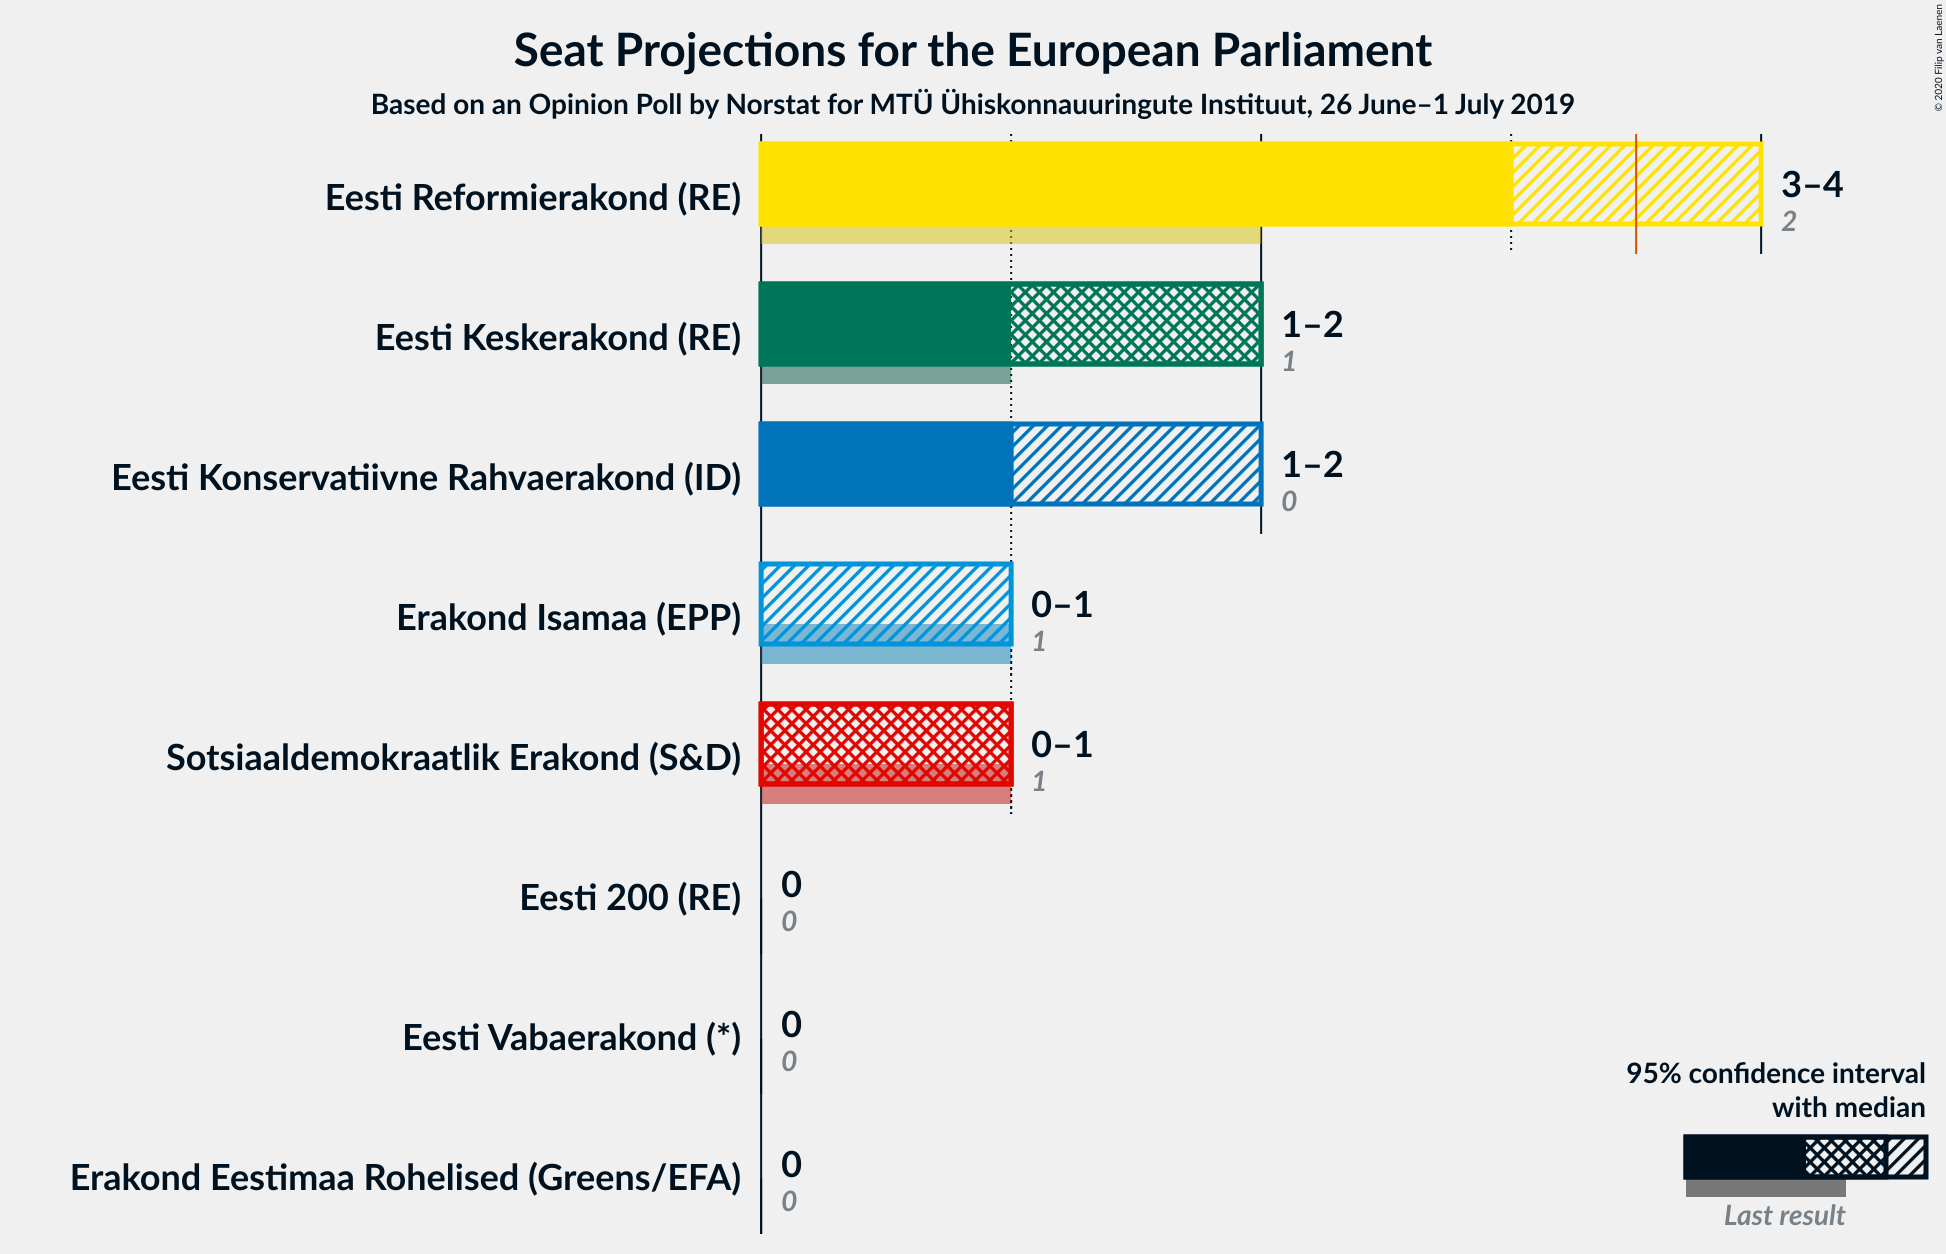 Seat Projections for the European Parliament
Based on an Opinion Poll by Norstat for MTÜ Ühiskonnauuringute Instituut, 26 June–1 July 2019
© 2020 Filip van Laenen
Eesti Reformierakond (RE)
3–4
2
Eesti Keskerakond (RE)
1–2
1
Eesti Konservatiivne Rahvaerakond (ID)
1–2
0
Erakond Isamaa (EPP)
0–1
1
Sotsiaaldemokraatlik Erakond (S&D)
0–1
1
Eesti 200 (RE)
0
0
Eesti Vabaerakond (*)
0
0
Erakond Eestimaa Rohelised (Greens/EFA)
0
0
95% confidence interval
with median
Last result